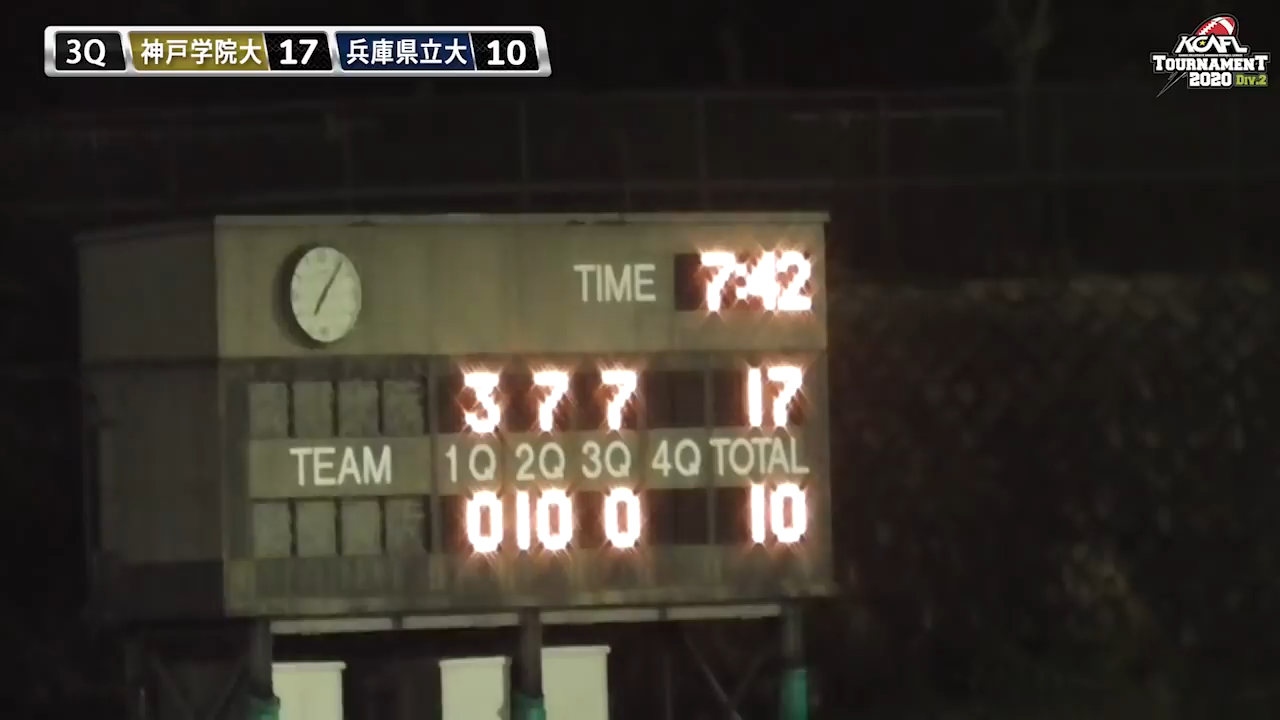 3Q 神戸学院大 17 兵庫県立大 10
KCAFL
TOURNAMENT
2020 Div.2
TIME 7:42
3 7 7 17
TEAM 1Q 2Q 3Q 4Q TOTAL
0 10 0 10